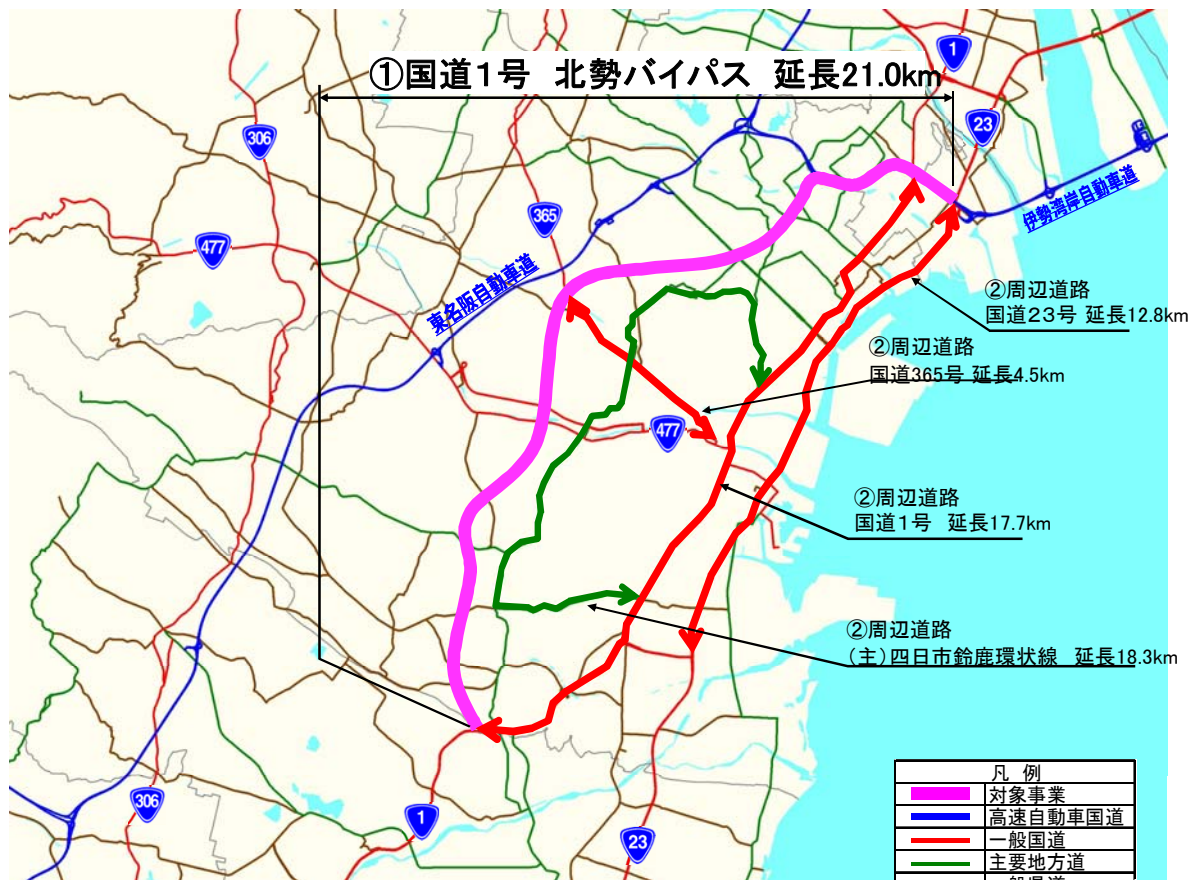 ①国道1号 北勢バイパス 延長21.0km
1
23
306
477
365
東名阪自動車道
伊勢湾岸自動車道
②周辺道路
国道23号 延長12.8km
②周辺道路
国道365号 延長4.5km
477
②周辺道路
国道1号 延長17.7km
②周辺道路
(主)四日市鈴鹿環状線 延長18.3km
306
1
23
凡 例
対象事業
高速自動車国道
一般国道
主要地方道